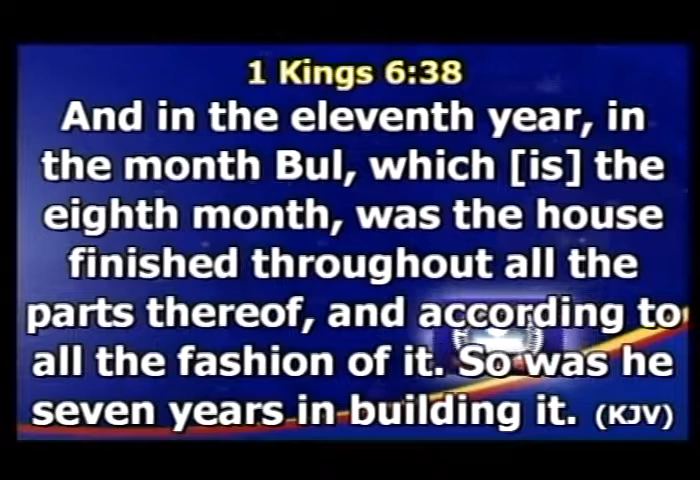 1 Kings 6:38
And in the eleventh year, in
the month Bul, which [is] the
eighth month, was the house
finished throughout all the
parts thereof, and according to
all the fashion of it. So was he
seven years in building it. (KJV)